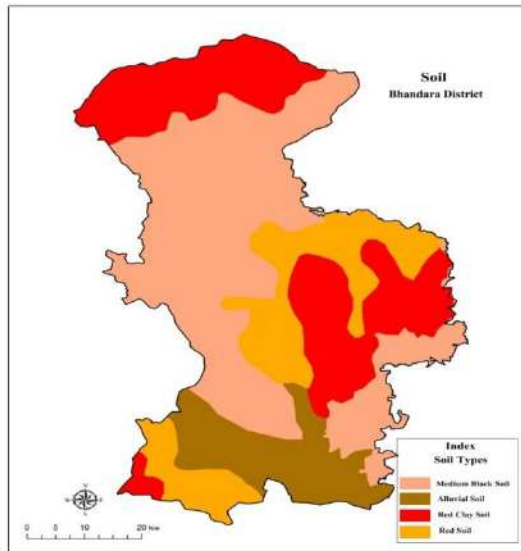 Soil
Bhandara District
Index
Soil Types
Medium Black Soil
Alluvial Soil
Red Clay Soil
Red Soil
0 5 10 20 Km